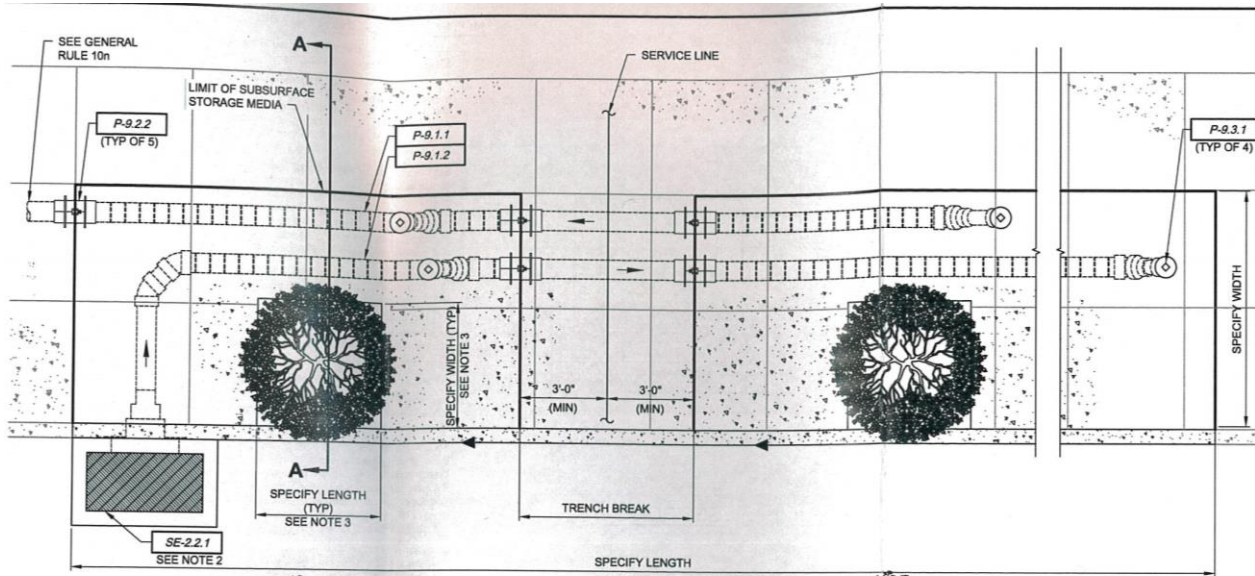 SEE GENERAL
RULE 10n
A
SERVICE LINE
LIMIT OF SUBSURFACE
STORAGE MEDIA
P-9.2.2
(TYP OF 5)
P-9.1.1
P-9.1.2
P-9.3.1
(TYP OF 4)
SPECIFY WIDTH (TYP)
SEE NOTE 3
3'-0"
(MIN)
3'-0"
(MIN)
SPECIFY WIDTH
A
SPECIFY LENGTH
(TYP)
SEE NOTE 3
TRENCH BREAK
SE-2.2.1
SEE NOTE 2
SPECIFY LENGTH